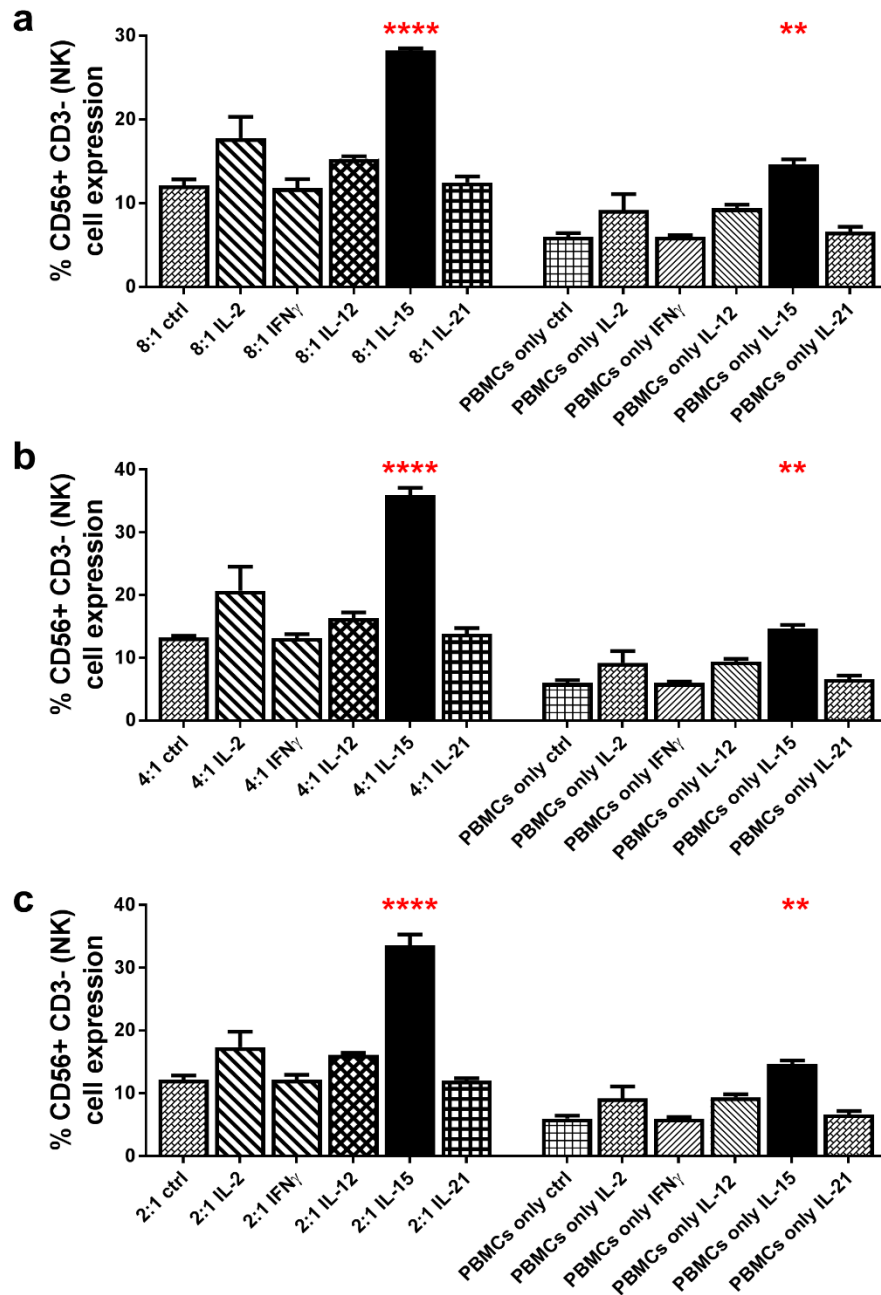 a
% CD56+ CD3- (NK)
cell expression
30
20
10
0
****
**
8:1 ctrl
8:1 IL-2
8:1 IFNγ
8:1 IL-12
8:1 IL-15
8:1 IL-21
PBMCs only ctrl
PBMCs only IL-2
PBMCs only IFNγ
PBMCs only IL-12
PBMCs only IL-15
PBMCs only IL-21
b
% CD56+ CD3- (NK)
cell expression
40
30
20
10
0
****
**
4:1 ctrl
4:1 IL-2
4:1 IFNγ
4:1 IL-12
4:1 IL-15
4:1 IL-21
PBMCs only ctrl
PBMCs only IL-2
PBMCs only IFNγ
PBMCs only IL-12
PBMCs only IL-15
PBMCs only IL-21
c
% CD56+ CD3- (NK)
cell expression
40
30
20
10
0
****
**
2:1 ctrl
2:1 IL-2
2:1 IFNγ
2:1 IL-12
2:1 IL-15
2:1 IL-21
PBMCs only ctrl
PBMCs only IL-2
PBMCs only IFNγ
PBMCs only IL-12
PBMCs only IL-15
PBMCs only IL-21